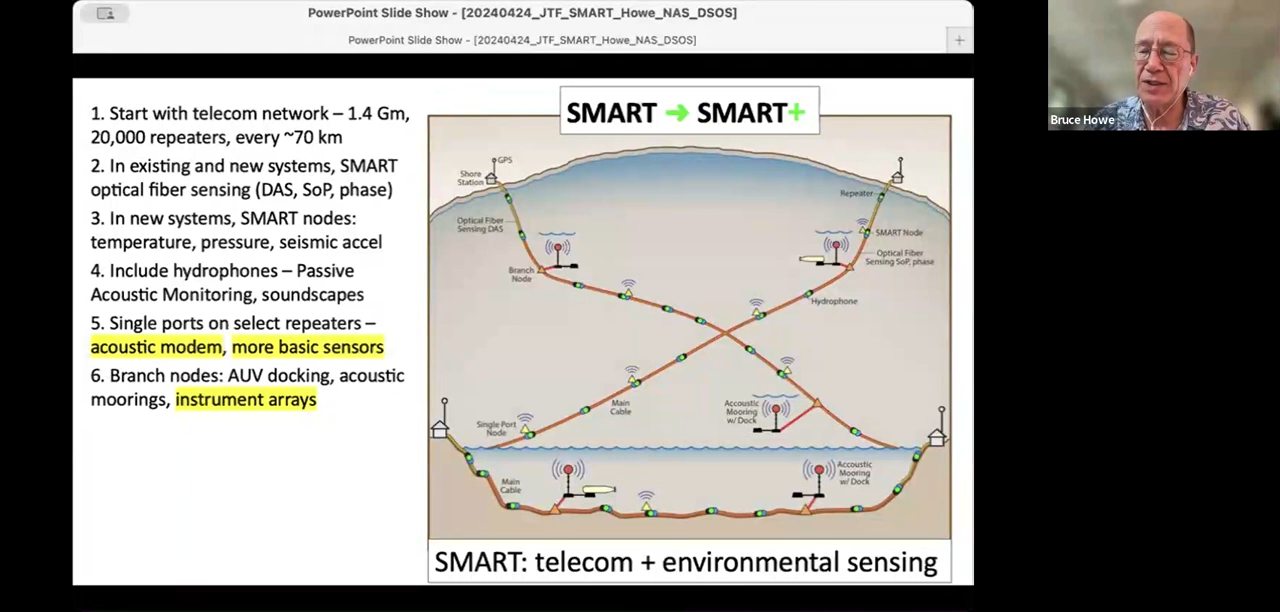 PowerPoint Slide Show - [20240424_JTF_SMART_Howe_NAS_DSOS]
PowerPoint Slide Show - [20240424_JTF_SMART_Howe_NAS_DSOS]
+
Bruce Howe
1. Start with telecom network – 1.4 Gm,
20,000 repeaters, every ~70 km
2. In existing and new systems, SMART
optical fiber sensing (DAS, SoP, phase)
3. In new systems, SMART nodes:
temperature, pressure, seismic accel
4. Include hydrophones – Passive
Acoustic Monitoring, soundscapes
5. Single ports on select repeaters –
acoustic modem, more basic sensors
6. Branch nodes: AUV docking, acoustic
moorings, instrument arrays
SMART → SMART+
GPS
Shore
Station
Repeater
Optical Fiber
Sensing DAS
SMART Node
Optical Fiber
Sensing SoP, phase
Branch
Node
Hydrophone
Main
Cable
Accoustic
Mooring
w/ Dock
Single Port
Node
Main
Cable
Accoustic
Mooring
w/ Dock
SMART: telecom + environmental sensing